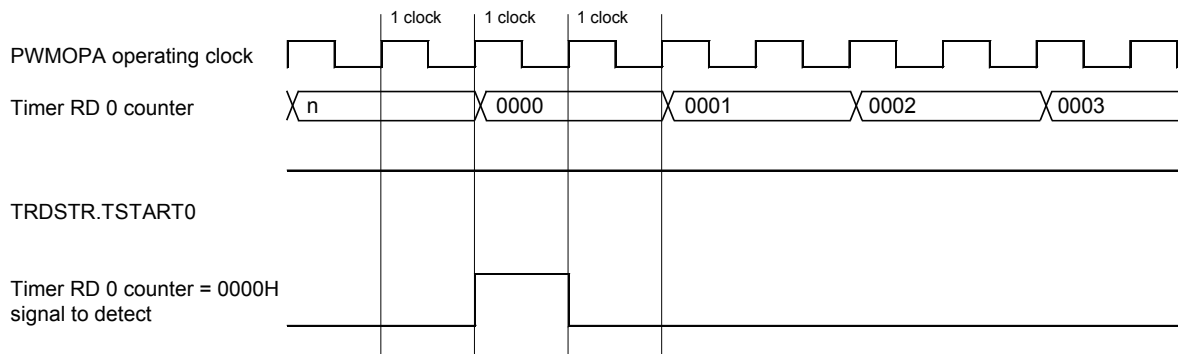 1 clock 1 clock 1 clock
PWMOPA operating clock
Timer RD 0 counter n 0000 0001 0002 0003
TRDSTR.TSTART0
Timer RD 0 counter = 0000H
signal to detect